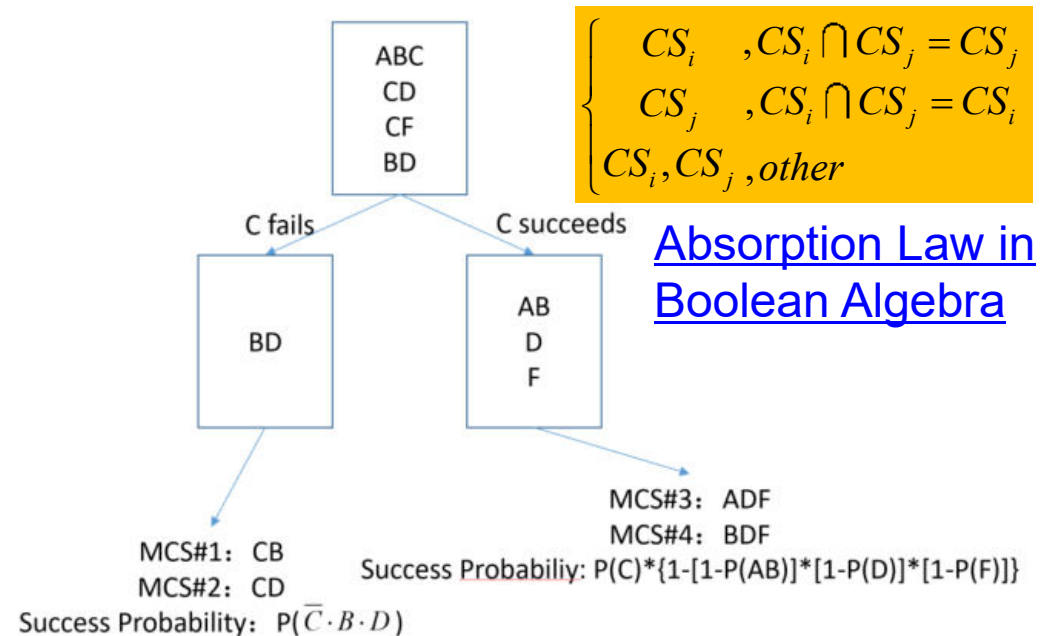 ABC
CD
CF
BD
CS_i , CS_i ⋂ CS_j = CS_j
CS_j , CS_i ⋂ CS_j = CS_i
CS_i, CS_j , other
C fails
C succeeds
Absorption Law in
Boolean Algebra
BD
AB
D
F
MCS#1: CB
MCS#2: CD
Success Probability: P(C̅·B·D)
MCS#3: ADF
MCS#4: BDF
Success Probabiliy: P(C)*{1-[1-P(AB)]*[1-P(D)]*[1-P(F)]}